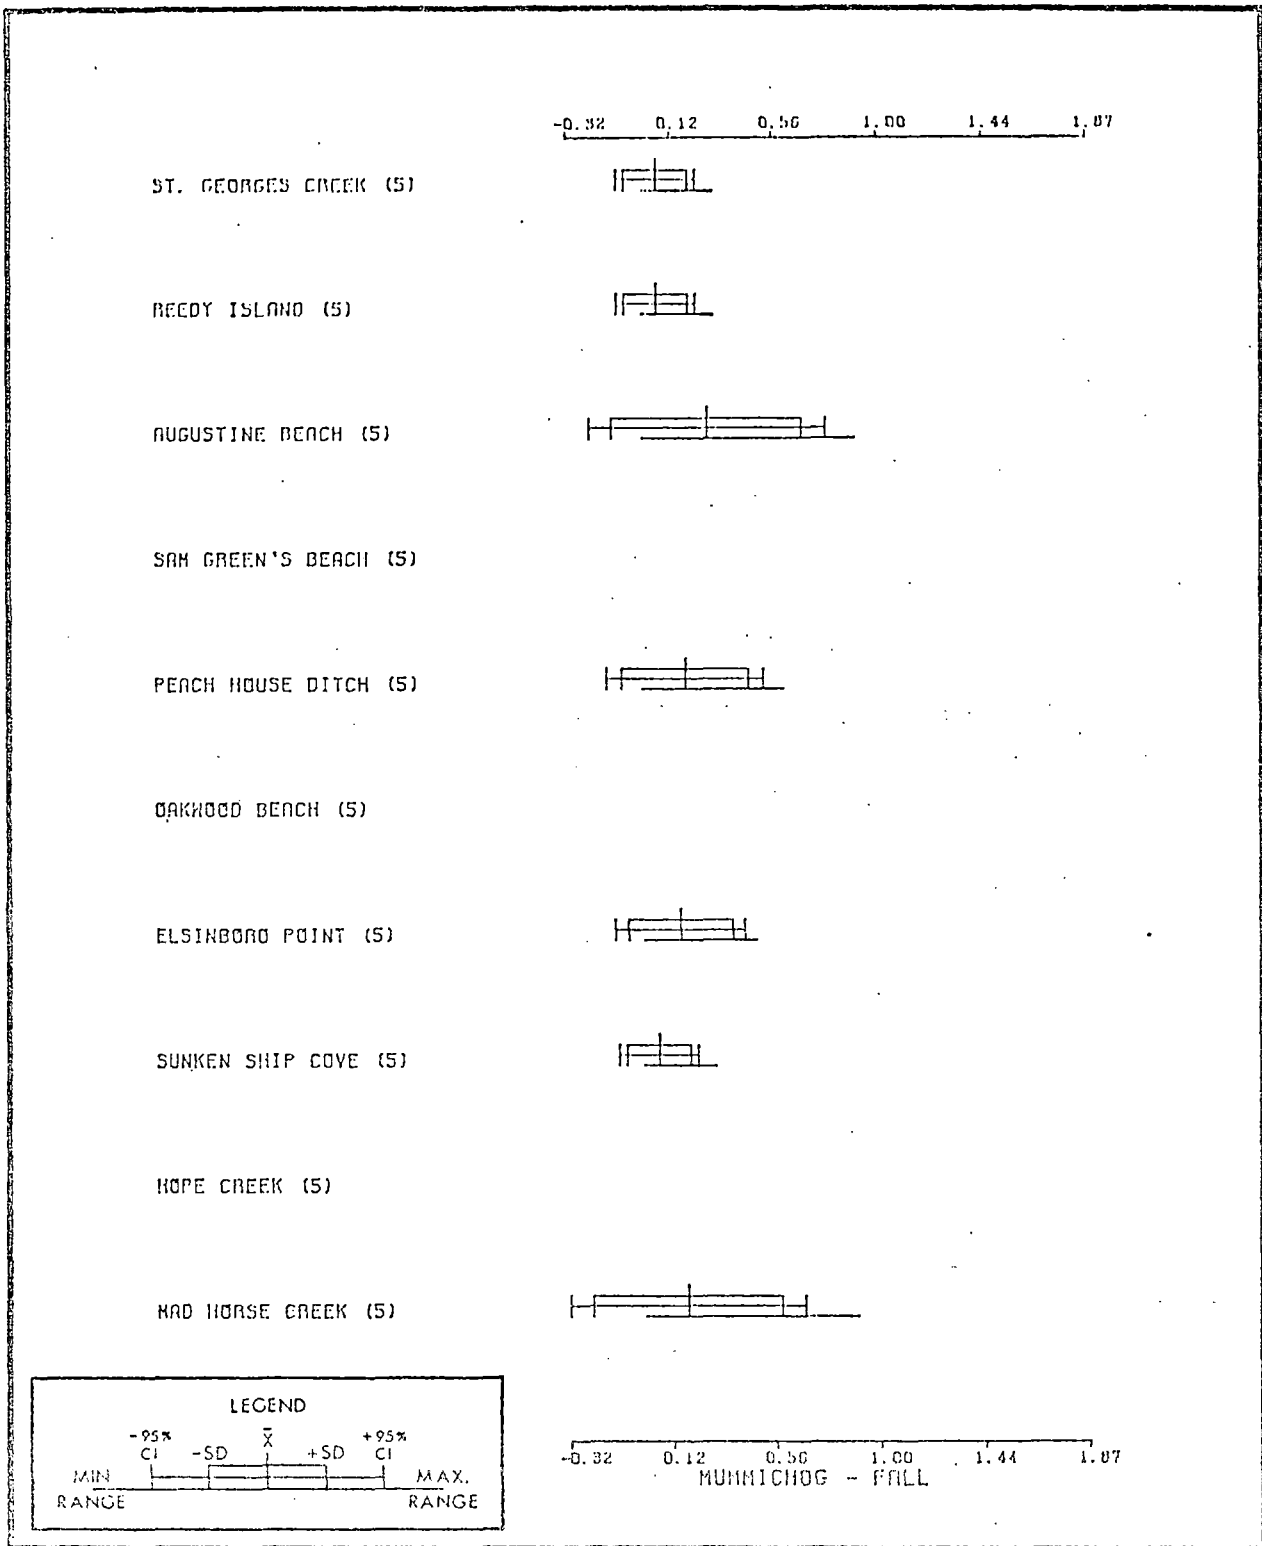 -0.32 0.12 0.56 1.00 1.44 1.87
ST. GEORGES CREEK (5)
REEDY ISLAND (5)
AUGUSTINE BEACH (5)
SAM GREEN'S BEACH (5)
PEACH HOUSE DITCH (5)
OAKWOOD BEACH (5)
ELSINBORO POINT (5)
SUNKEN SHIP COVE (5)
HOPE CREEK (5)
MAD HORSE CREEK (5)
LEGEND
-95% CI -SD X̄ +SD +95% CI
MIN RANGE MAX. RANGE
-0.32 0.12 0.56 1.00 1.44 1.87
MUMMICHOG - FALL